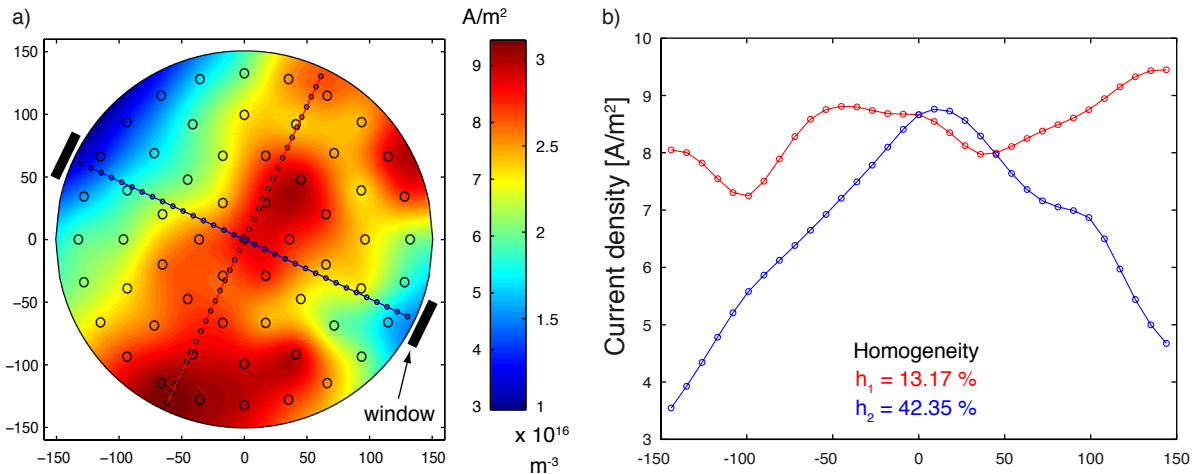 a)
A/m²
150
100
50
0
−50
−100
−150
−150 −100 −50 0 50 100 150
window
9
8
7
6
5
4
3
3
2.5
2
1.5
1
x 10¹⁶
m⁻³
b)
Current density [A/m²]
10
9
8
7
6
5
4
3
-150 -100 -50 0 50 100 150
Homogeneity
h₁ = 13.17 %
h₂ = 42.35 %